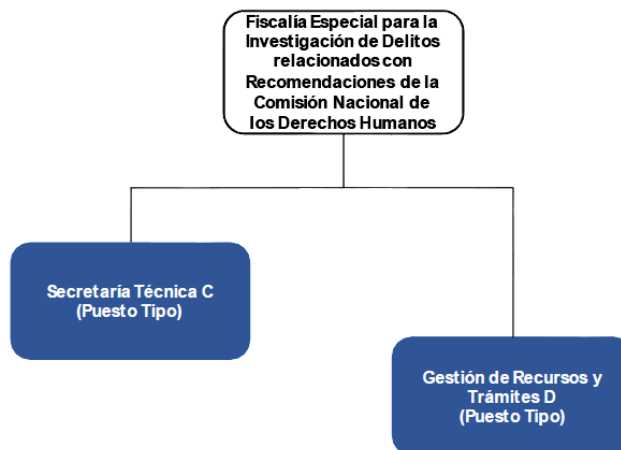 Fiscalía Especial para la
Investigación de Delitos
relacionados con
Recomendaciones de la
Comisión Nacional de
los Derechos Humanos
Secretaría Técnica C
(Puesto Tipo)
Gestión de Recursos y
Trámites D
(Puesto Tipo)